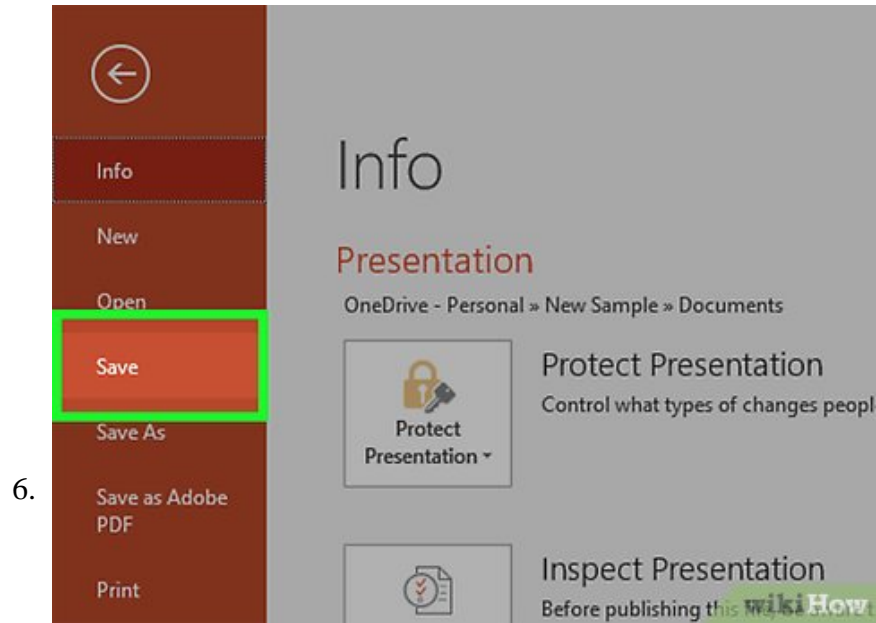 Info
New
Open
Save
Save As
6.
Save as Adobe
PDF
Print
Info
Presentation
OneDrive - Personal » New Sample » Documents
Protect
Presentation
Protect Presentation
Control what types of changes peopl
Inspect Presentation
Before publishing this
wikiHow